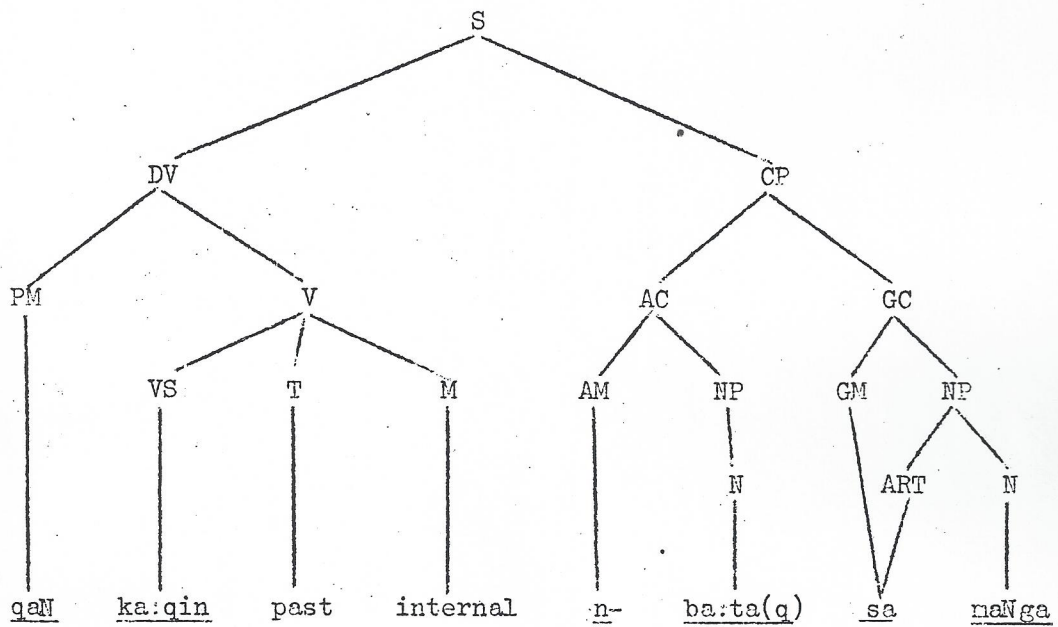 S
DV CP
PM V AC GC
VS T M AM NP GM NP
N ART N
qaN ka:qin past internal n- ba:ta(q) sa maNga